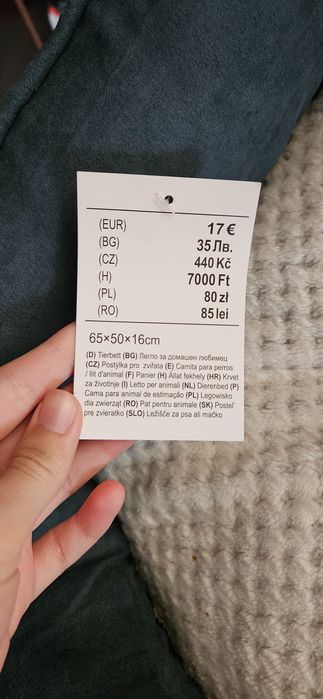 (EUR) 17 €
(BG) 35 Лв.
(CZ) 440 Kč
(H) 7000 Ft
(PL) 80 zł
(RO) 85 lei
65×50×16cm
(D) Tierbett (BG) Легло за домашен любимец
(CZ) Postýlka pro zviřata (E) Camita para perros
/ llit d'animal (F) Panier (H) Állat fekhely (HR) Krvet
za životinje (I) Letto per animali (NL) Dierenbed (P)
Cama para animal de estimação (PL) Legowisko
dla zwierząt (RO) Pat pentru animale (SK) Posteľ
pre zvieratko (SLO) Ležišče za psa ali mačko